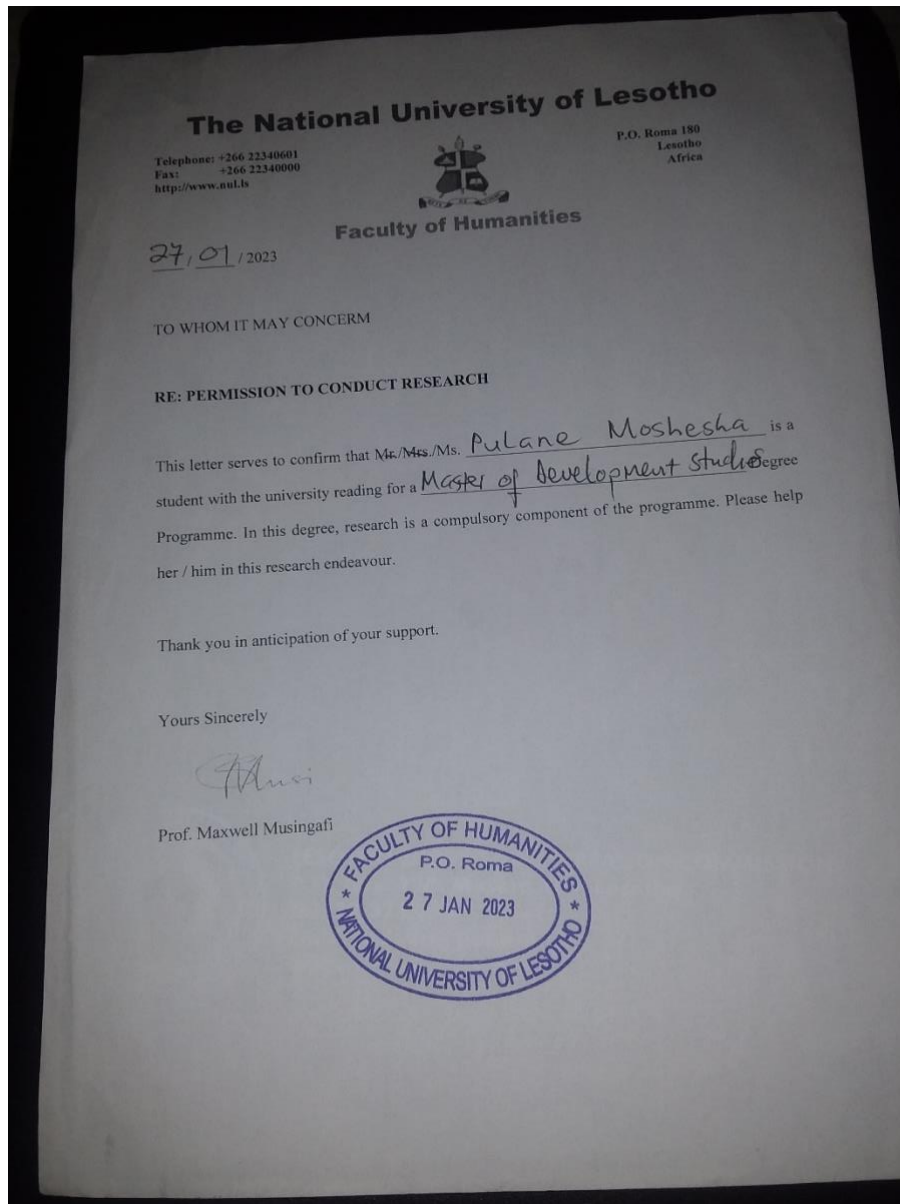 The National University of Lesotho
Telephone: +266 22340601
Fax: +266 22340000
http://www.nul.ls
P.O. Roma 180
Lesotho
Africa
Faculty of Humanities
27/01/2023
TO WHOM IT MAY CONCERM
RE: PERMISSION TO CONDUCT RESEARCH
This letter serves to confirm that Mr./Mrs./Ms. Pulane Moshesha is a
student with the university reading for a Master of Development Studies Degree
Programme. In this degree, research is a compulsory component of the programme. Please help
her / him in this research endeavour.
Thank you in anticipation of your support.
Yours Sincerely
Prof. Maxwell Musingafi
* FACULTY OF HUMANITIES *
P.O. Roma
27 JAN 2023
NATIONAL UNIVERSITY OF LESOTHO